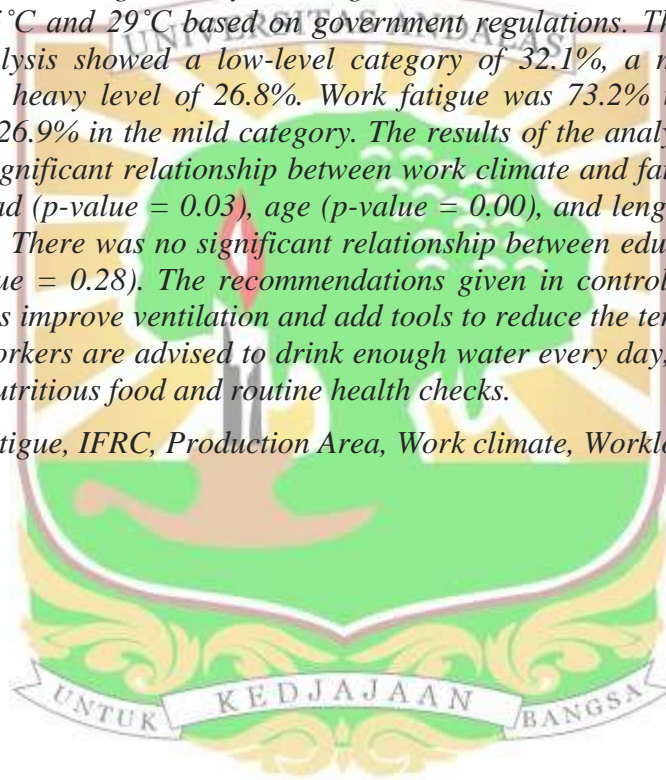 ˚C and 29˚C based on government regulations. Th
UNIVERSITAS ANDALAS
lysis showed a low-level category of 32.1%, a m
heavy level of 26.8%. Work fatigue was 73.2%
26.9% in the mild category. The results of the analy
gnificant relationship between work climate and fa
ad (p-value = 0.03), age (p-value = 0.00), and leng
There was no significant relationship between edu
ue = 0.28). The recommendations given in control
s improve ventilation and add tools to reduce the te
orkers are advised to drink enough water every day,
utritious food and routine health checks.
tigue, IFRC, Production Area, Work climate, Worklo
UNTUK KEDJAJAAN BANGSA